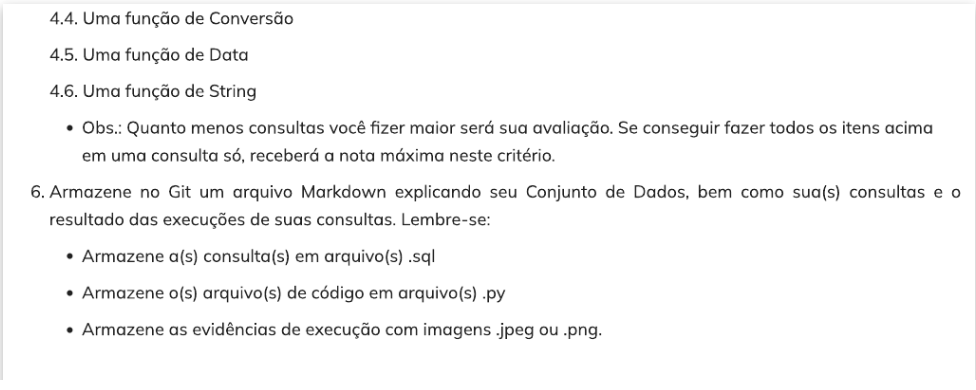 4.4. Uma função de Conversão
4.5. Uma função de Data
4.6. Uma função de String
• Obs.: Quanto menos consultas você fizer maior será sua avaliação. Se conseguir fazer todos os itens acima
em uma consulta só, receberá a nota máxima neste critério.
6. Armazene no Git um arquivo Markdown explicando seu Conjunto de Dados, bem como sua(s) consultas e o
resultado das execuções de suas consultas. Lembre-se:
• Armazene a(s) consulta(s) em arquivo(s) .sql
• Armazene o(s) arquivo(s) de código em arquivo(s) .py
• Armazene as evidências de execução com imagens .jpeg ou .png.